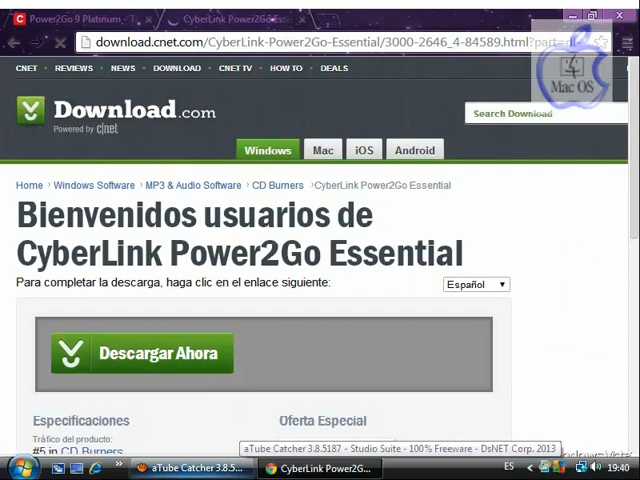 Power2Go 9 Platinum - T
CyberLink Power2Go Ess
download.cnet.com/CyberLink-Power2Go-Essential/3000-2646_4-84589.html?part=dl
CNET REVIEWS NEWS DOWNLOAD CNET TV HOW TO DEALS
Mac OS
Download.com
Powered by c|net
Search Download
Windows Mac iOS Android
Home › Windows Software › MP3 & Audio Software › CD Burners › CyberLink Power2Go Essential
Bienvenidos usuarios de
CyberLink Power2Go Essential
Para completar la descarga, haga clic en el enlace siguiente:
Español
Descargar Ahora
Especificaciones
Oferta Especial
Tráfico del producto:
#5 in CD Burners
aTube Catcher 3.8.5187 - Studio Suite - 100% Freeware - DsNET Corp. 2013
aTube Catcher 3.8.5...
CyberLink Power2G...
ES
19:40